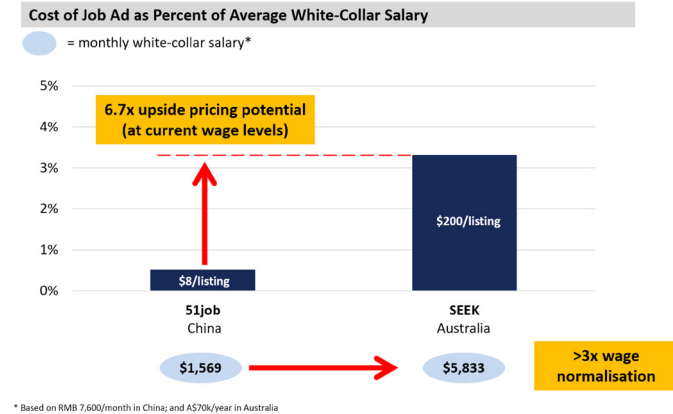 Cost of Job Ad as Percent of Average White-Collar Salary
= monthly white-collar salary*
5%
4%
3%
2%
1%
0%
6.7x upside pricing potential
(at current wage levels)
$200/listing
$8/listing
51job
China
SEEK
Australia
$1,569
$5,833
>3x wage
normalisation
* Based on RMB 7,600/month in China; and A$70k/year in Australia